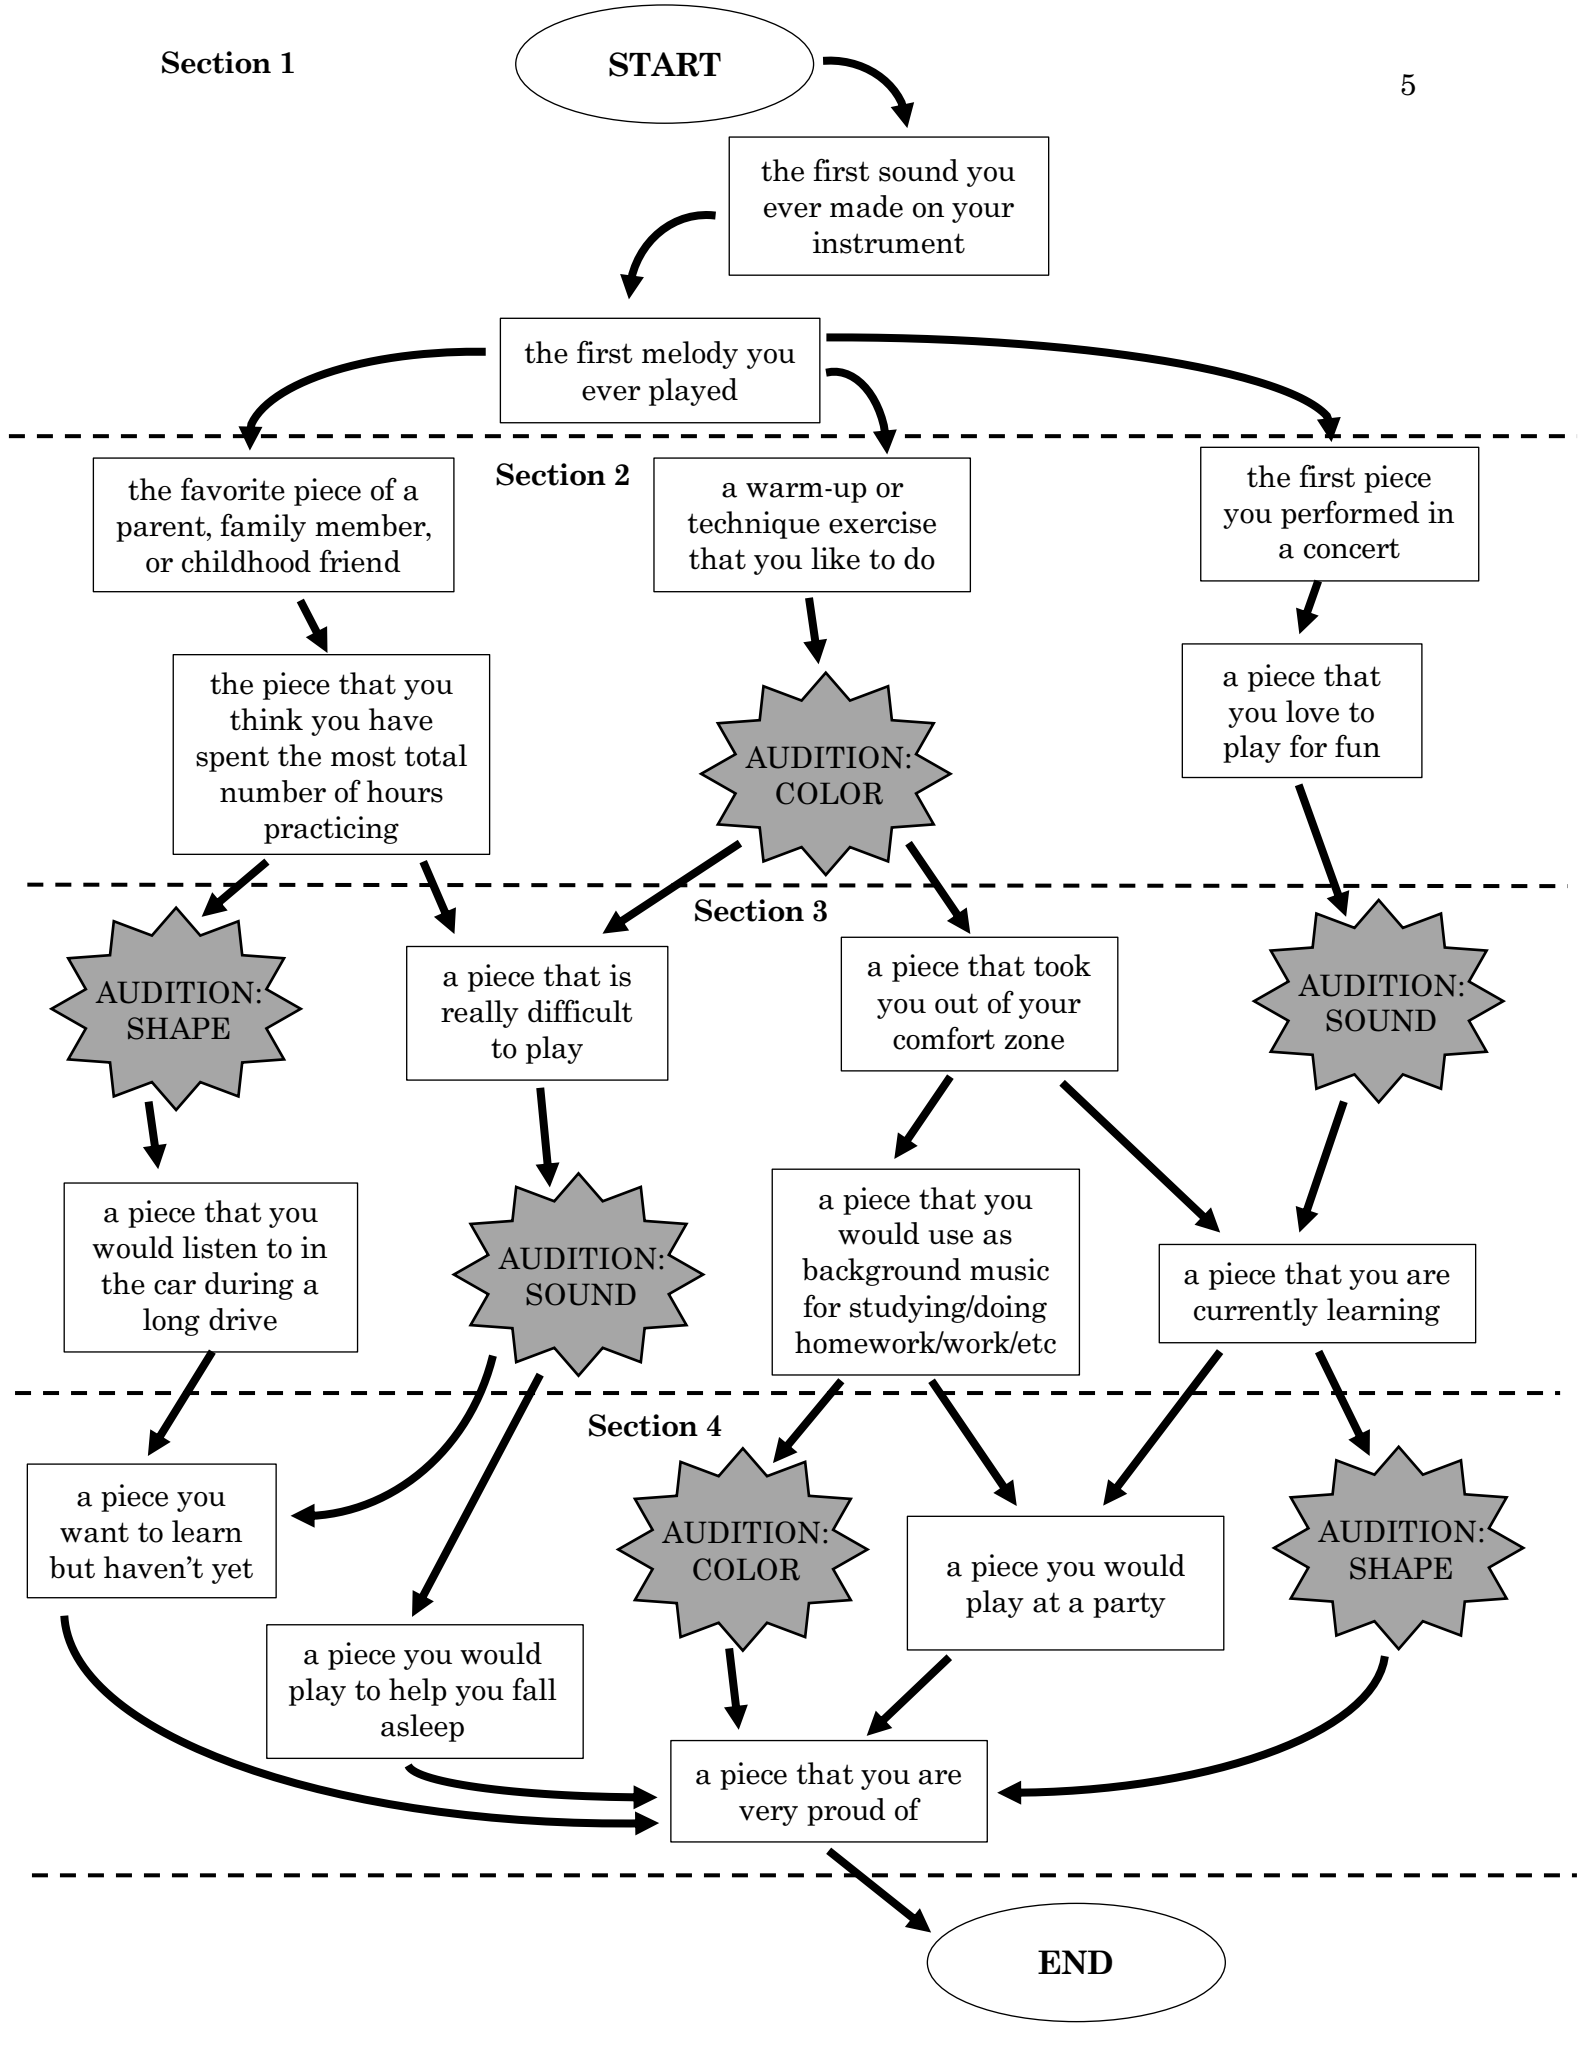 Section 1
START
5
the first sound you
ever made on your
instrument
the first melody you
ever played
Section 2
the favorite piece of a
parent, family member,
or childhood friend
a warm-up or
technique exercise
that you like to do
the first piece
you performed in
a concert
the piece that you
think you have
spent the most total
number of hours
practicing
AUDITION:
COLOR
a piece that
you love to
play for fun
Section 3
AUDITION:
SHAPE
a piece that is
really difficult
to play
a piece that took
you out of your
comfort zone
AUDITION:
SOUND
a piece that you
would listen to in
the car during a
long drive
AUDITION:
SOUND
a piece that you
would use as
background music
for studying/doing
homework/work/etc
a piece that you are
currently learning
Section 4
a piece you
want to learn
but haven’t yet
AUDITION:
COLOR
a piece you would
play at a party
AUDITION:
SHAPE
a piece you would
play to help you fall
asleep
a piece that you are
very proud of
END